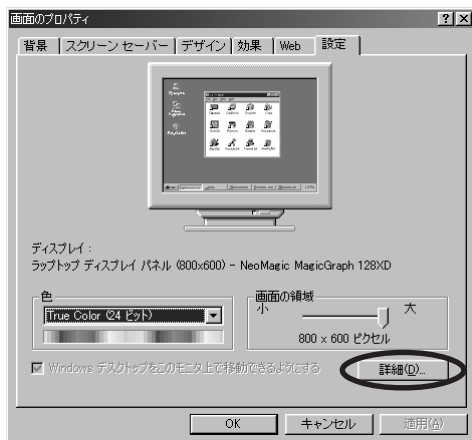 画面のプロパティ
? ×
背景 スクリーン セーバー デザイン 効果 Web 設定
ディスプレイ :
ラップトップ ディスプレイ パネル (800x600) - NeoMagic MagicGraph 128XD
色
True Color (24 ビット)
画面の領域
小 大
800 x 600 ピクセル
Windows デスクトップをこのモニタ上で移動できるようにする
詳細(D)...
OK キャンセル 適用(A)